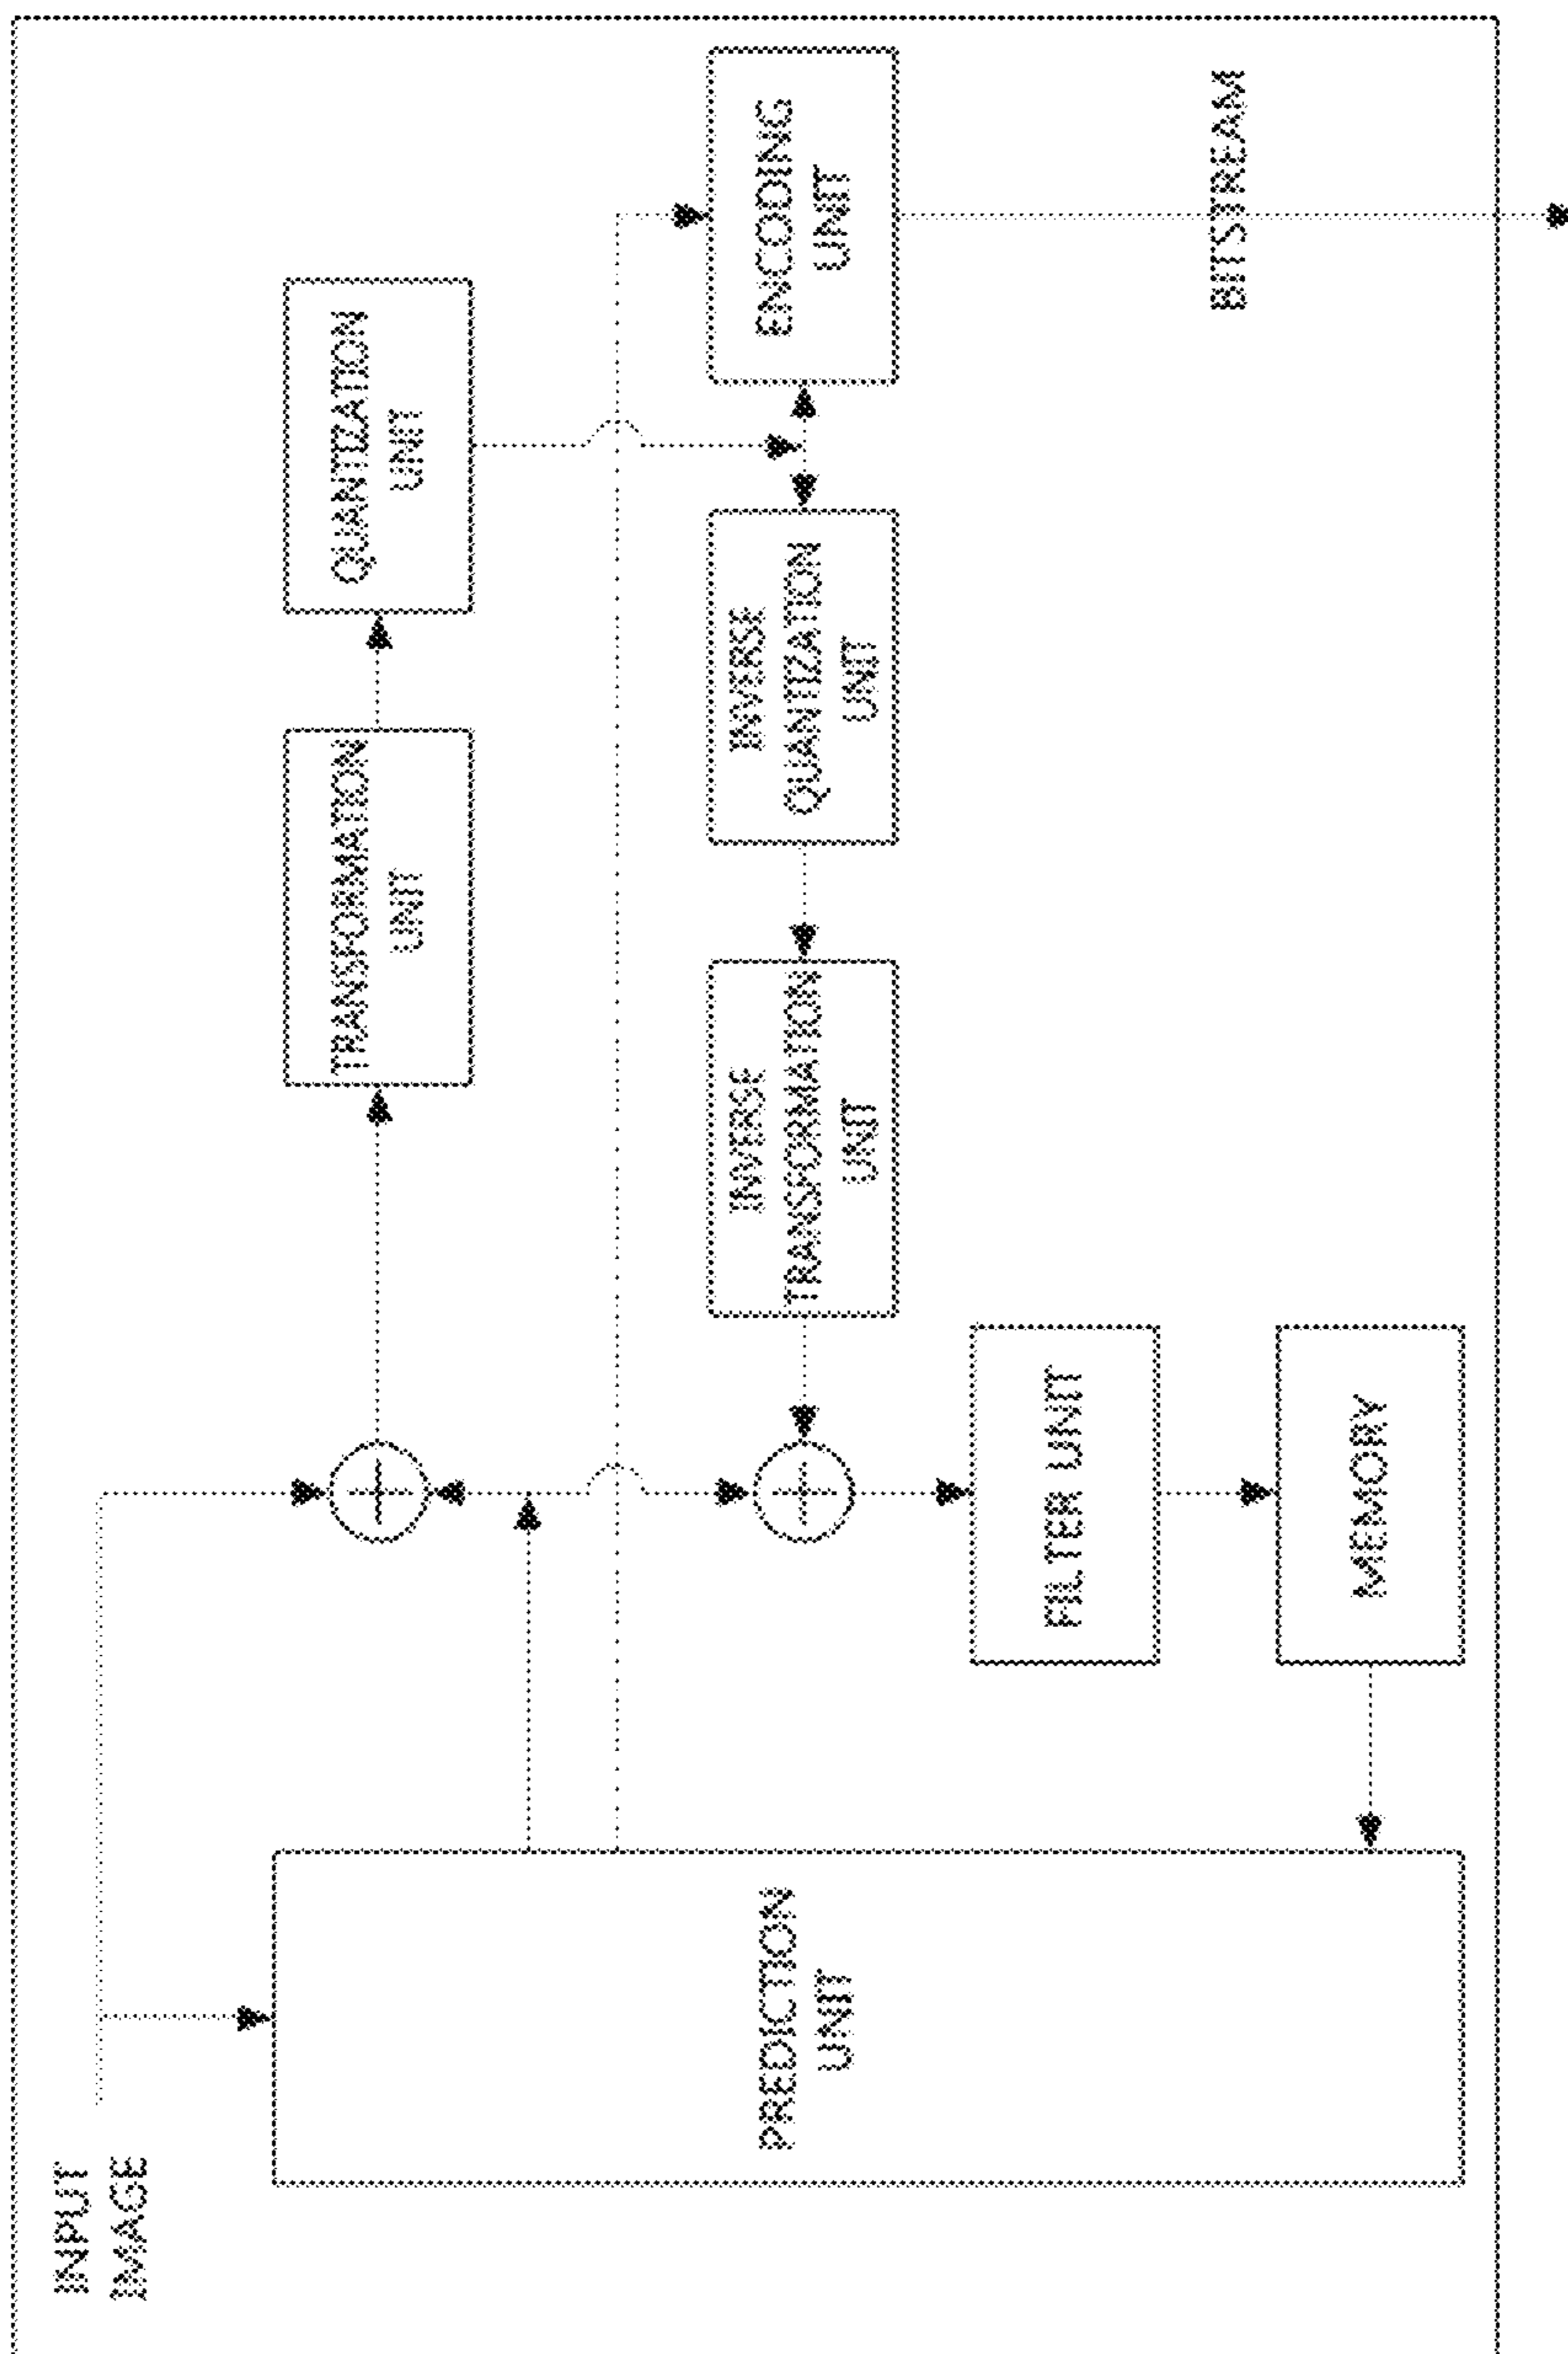 INPUT
IMAGE
TRANSFORMATION
UNIT
QUANTIZATION
UNIT
PREDICTION
UNIT
INVERSE
TRANSFORMATION
UNIT
INVERSE
QUANTIZATION
UNIT
ENCODING
UNIT
FILTER UNIT
MEMORY
BITSTREAM